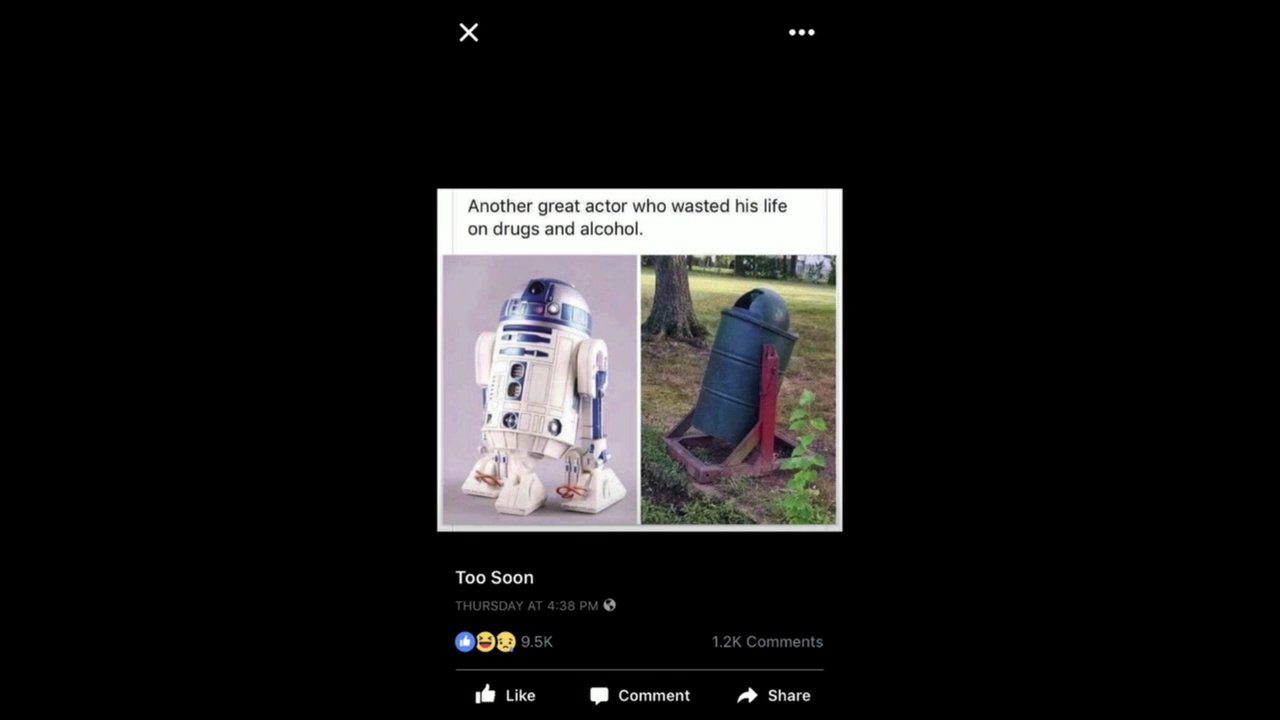 Another great actor who wasted his life
on drugs and alcohol.
Too Soon
THURSDAY AT 4:38 PM
9.5K 1.2K Comments
Like Comment Share